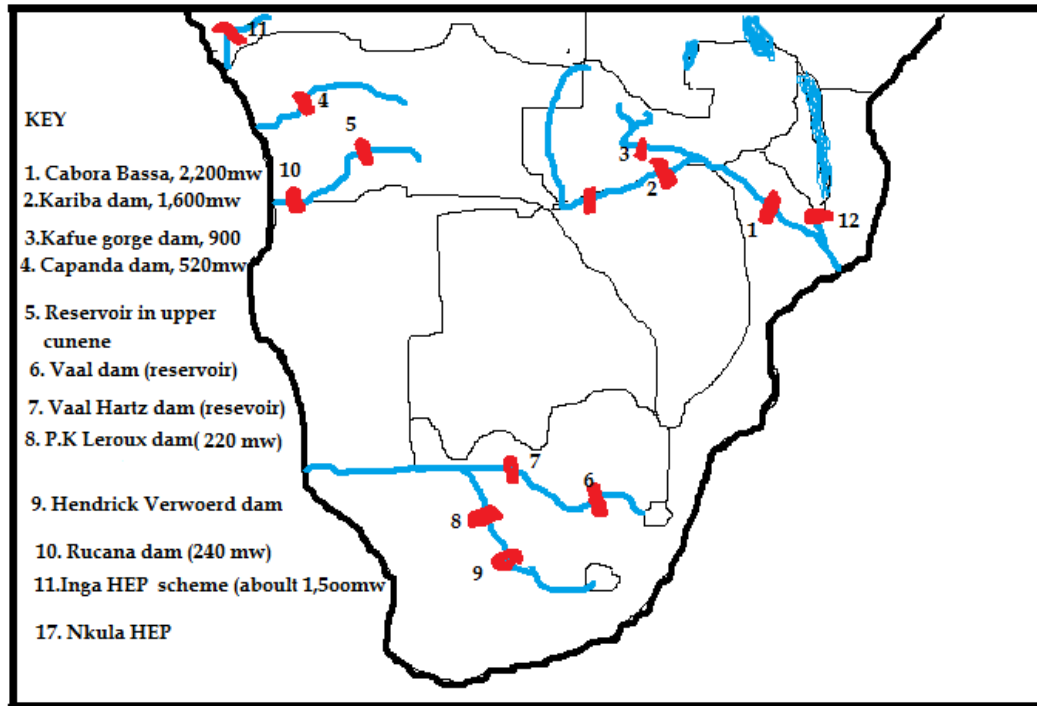 11
4
5
KEY
3
10
1. Cabora Bassa, 2,200mw
2
2.Kariba dam, 1,600mw
1
12
3.Kafue gorge dam, 900
4. Capanda dam, 520mw
5. Reservoir in upper
cunene
6. Vaal dam (reservoir)
7. Vaal Hartz dam (resevoir)
8. P.K Leroux dam( 220 mw)
7
6
9. Hendrick Verwoerd dam
8
10. Rucana dam (240 mw)
9
11.Inga HEP scheme (aboult 1,5oomw
17. Nkula HEP